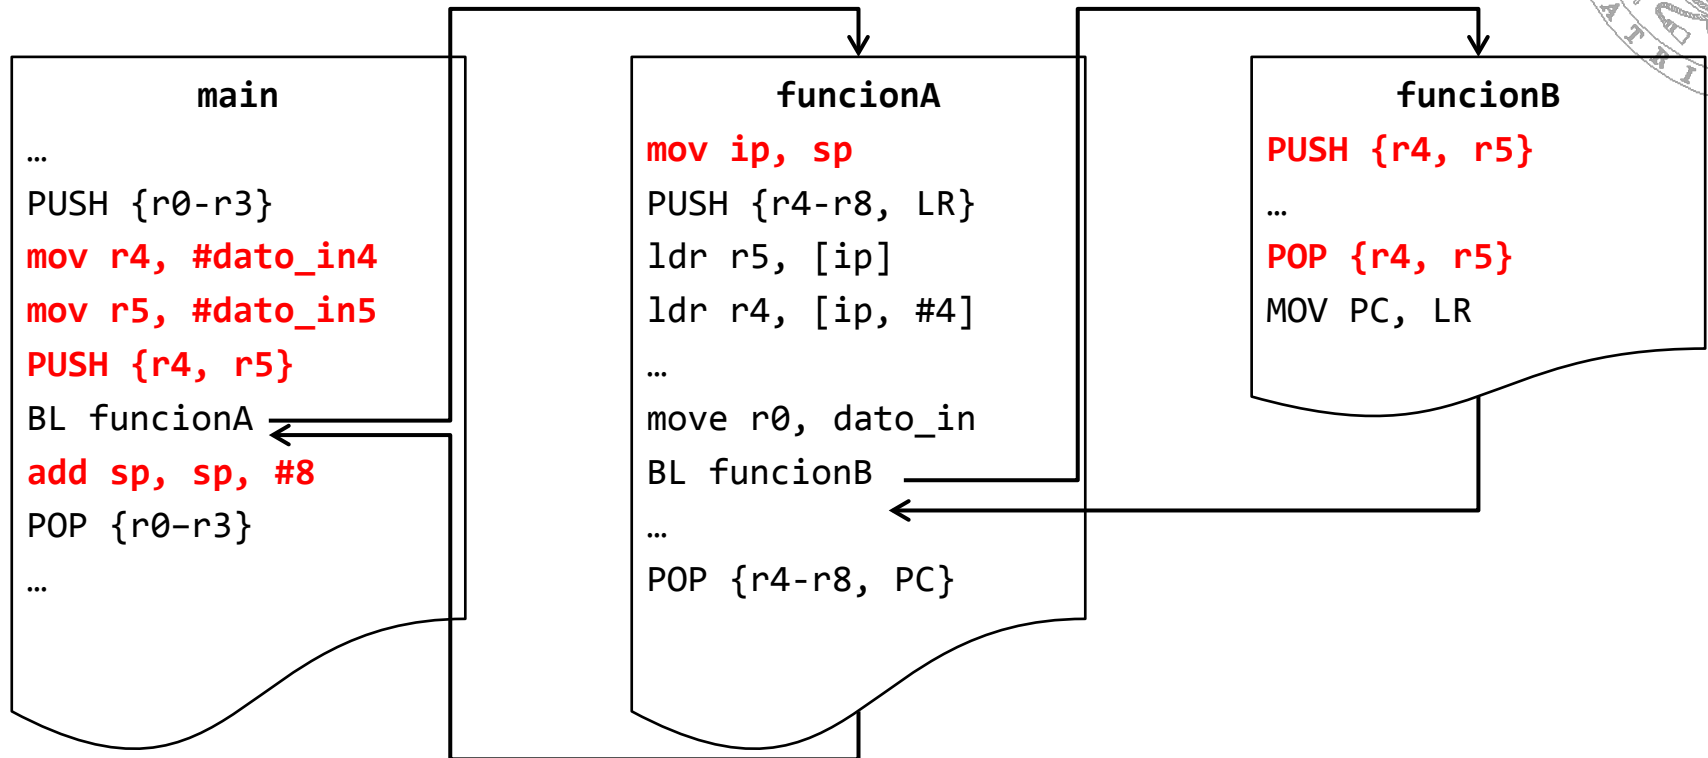 main
…
PUSH {r0-r3}
mov r4, #dato_in4
mov r5, #dato_in5
PUSH {r4, r5}
BL funcionA
add sp, sp, #8
POP {r0–r3}
…
funcionA
mov ip, sp
PUSH {r4-r8, LR}
ldr r5, [ip]
ldr r4, [ip, #4]
…
move r0, dato_in
BL funcionB
…
POP {r4-r8, PC}
funcionB
PUSH {r4, r5}
…
POP {r4, r5}
MOV PC, LR
A T R I